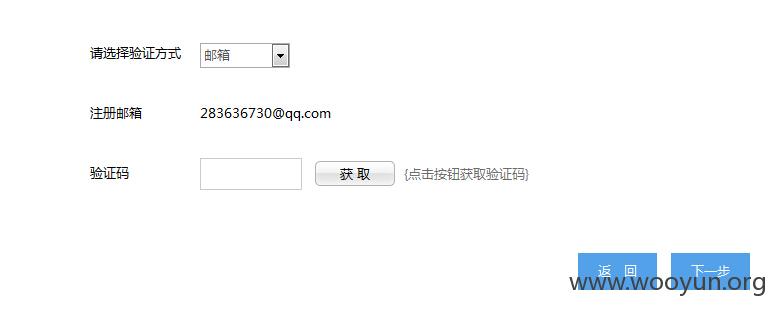 请选择验证方式 邮箱
注册邮箱 283636730@qq.com
验证码 获 取 {点击按钮获取验证码}
返 回 下一步
www.wooyun.org